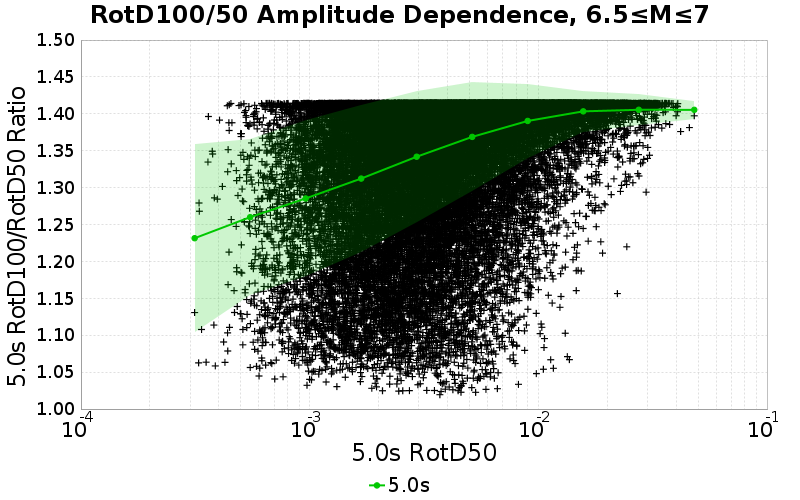 RotD100/50 Amplitude Dependence, 6.5≤M≤7
5.0s RotD100/RotD50 Ratio
1.50
1.45
1.40
1.35
1.30
1.25
1.20
1.15
1.10
1.05
1.00
10-4 10-3 10-2 10-1
5.0s RotD50
5.0s